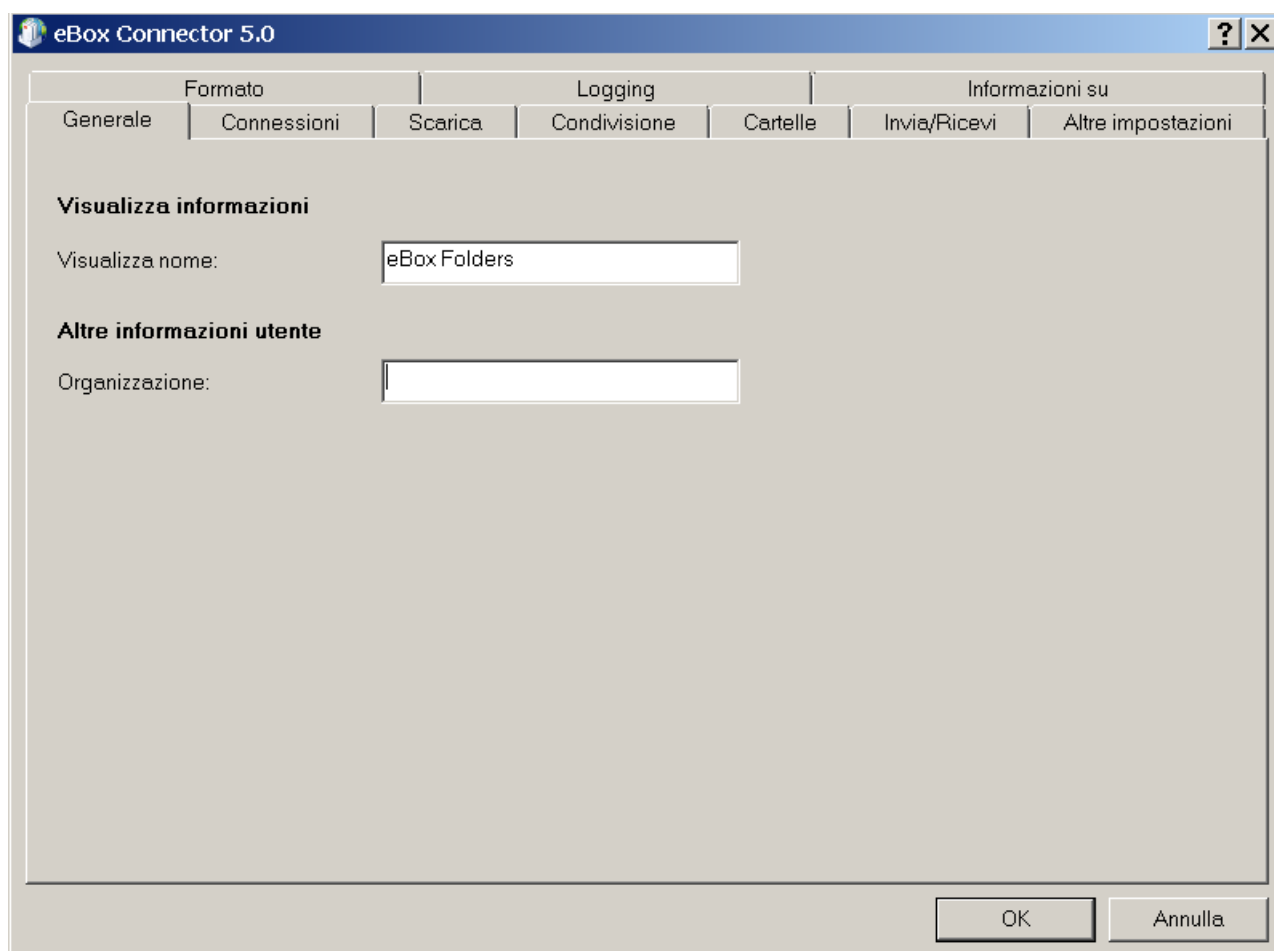 eBox Connector 5.0
Formato Logging Informazioni su
Generale Connessioni Scarica Condivisione Cartelle Invia/Ricevi Altre impostazioni
Visualizza informazioni
Visualizza nome: eBox Folders
Altre informazioni utente
Organizzazione:
OK Annulla